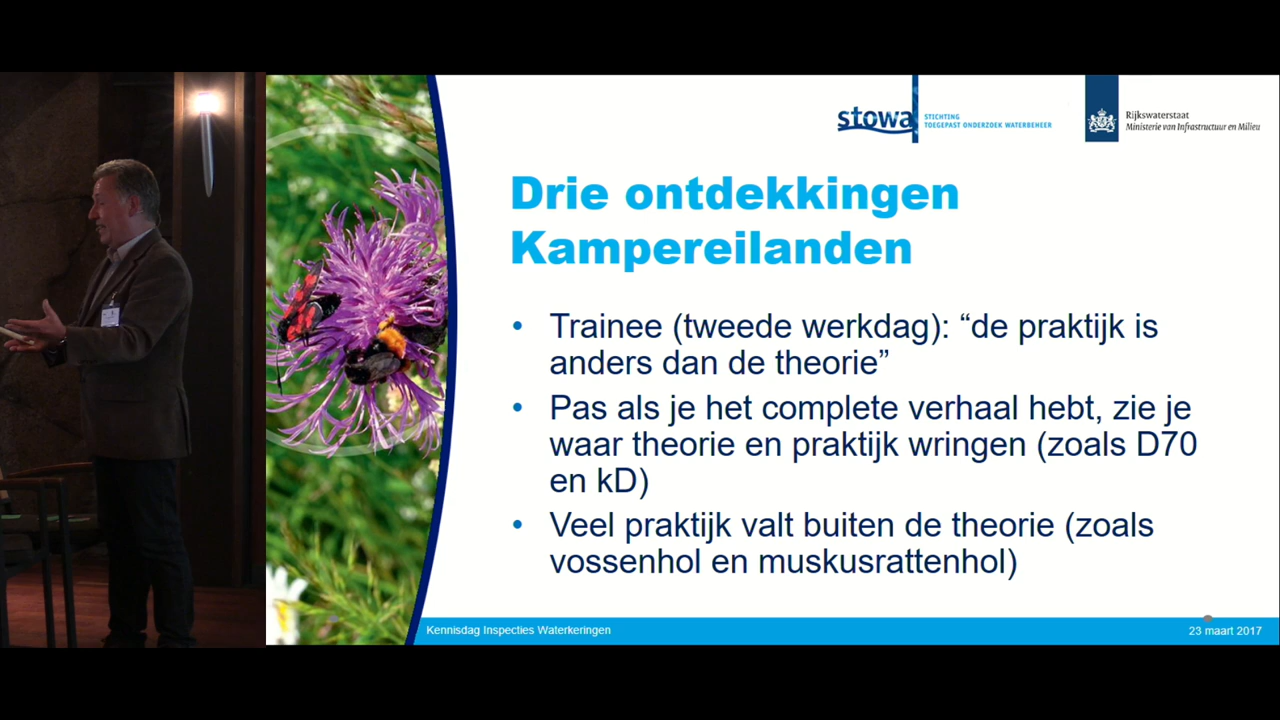 stowa
STICHTING
TOEGEPAST ONDERZOEK WATERBEHEER
Rijkswaterstaat
Ministerie van Infrastructuur en Milieu
Drie ontdekkingen
Kampereilanden
• Trainee (tweede werkdag): “de praktijk is
anders dan de theorie”
• Pas als je het complete verhaal hebt, zie je
waar theorie en praktijk wringen (zoals D70
en kD)
• Veel praktijk valt buiten de theorie (zoals
vossenhol en muskusrattenhol)
Kennisdag Inspecties Waterkeringen
23 maart 2017